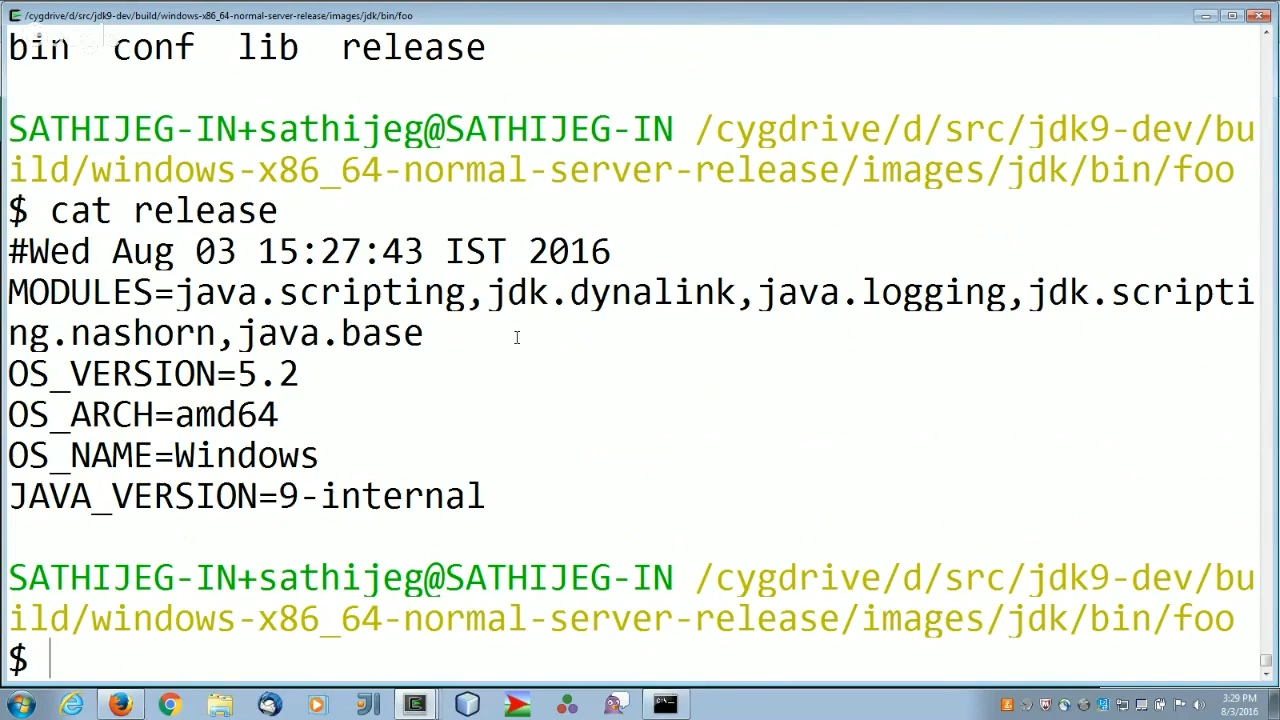 /cygdrive/d/src/jdk9-dev/build/windows-x86_64-normal-server-release/images/jdk/bin/foo
bin  conf  lib  release
SATHIJEG-IN+sathijeg@SATHIJEG-IN /cygdrive/d/src/jdk9-dev/bu
ild/windows-x86_64-normal-server-release/images/jdk/bin/foo
$ cat release
#Wed Aug 03 15:27:43 IST 2016
MODULES=java.scripting,jdk.dynalink,java.logging,jdk.scripti
ng.nashorn,java.base
OS_VERSION=5.2
OS_ARCH=amd64
OS_NAME=Windows
JAVA_VERSION=9-internal
SATHIJEG-IN+sathijeg@SATHIJEG-IN /cygdrive/d/src/jdk9-dev/bu
ild/windows-x86_64-normal-server-release/images/jdk/bin/foo
$
3:29 PM
8/3/2016